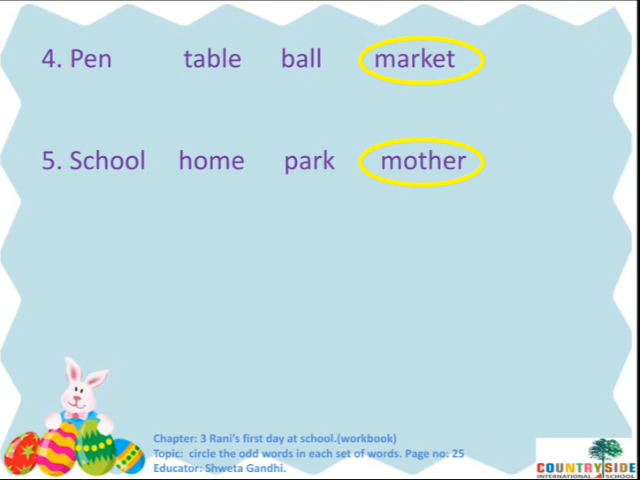 4. Pen table ball market
5. School home park mother
Chapter: 3 Rani's first day at school.(workbook)
Topic: circle the odd words in each set of words. Page no: 25
Educator: Shweta Gandhi.
COUNTRYSIDE
INTERNATIONAL SCHOOL